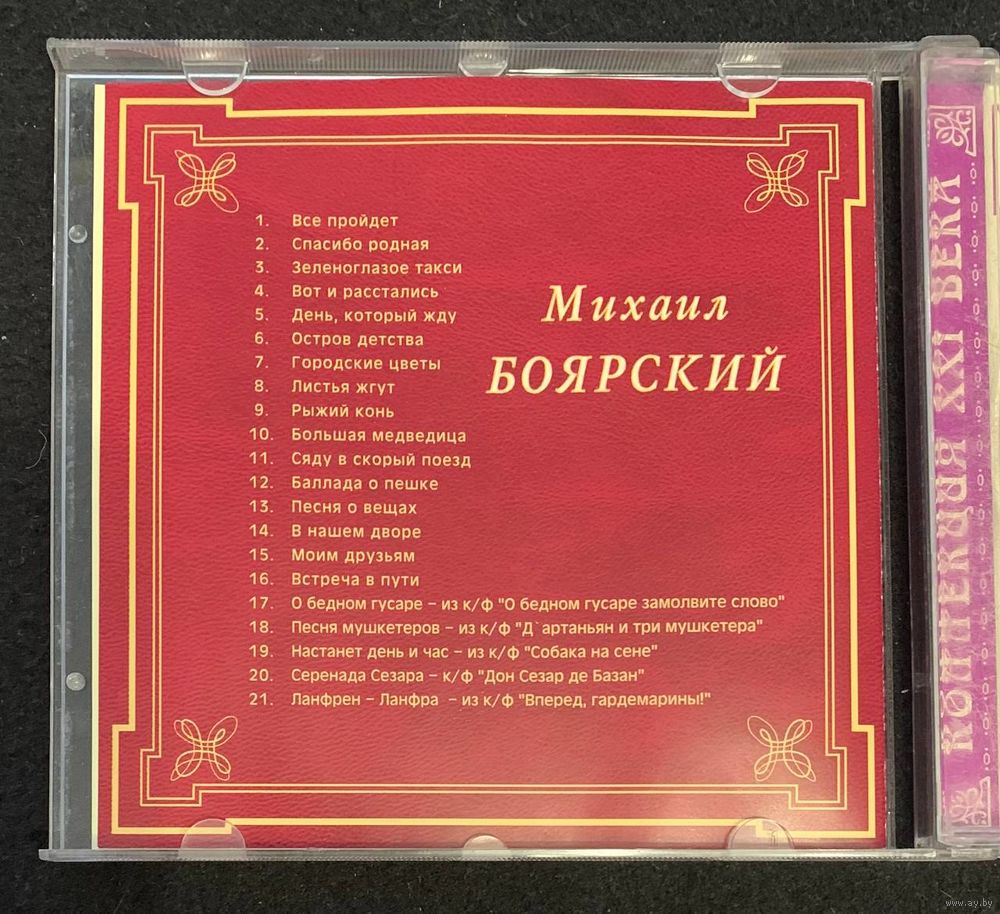 1. Все пройдет
2. Спасибо родная
3. Зеленоглазое такси
4. Вот и расстались
5. День, который жду
6. Остров детства
7. Городские цветы
8. Листья жгут
9. Рыжий конь
10. Большая медведица
11. Сяду в скорый поезд
12. Баллада о пешке
13. Песня о вещах
14. В нашем дворе
15. Моим друзьям
16. Встреча в пути
17. О бедном гусаре – из к/ф "О бедном гусаре замолвите слово"
18. Песня мушкетеров – из к/ф "Д`артаньян и три мушкетера"
19. Настанет день и час – из к/ф "Собака на сене"
20. Серенада Сезара – к/ф "Дон Сезар де Базан"
21. Ланфрен – Ланфра – из к/ф "Вперед, гардемарины!"
Михаил
БОЯРСКИЙ
КОЛЛЕКЦИЯ XXI ВЕКА
www.ay.by